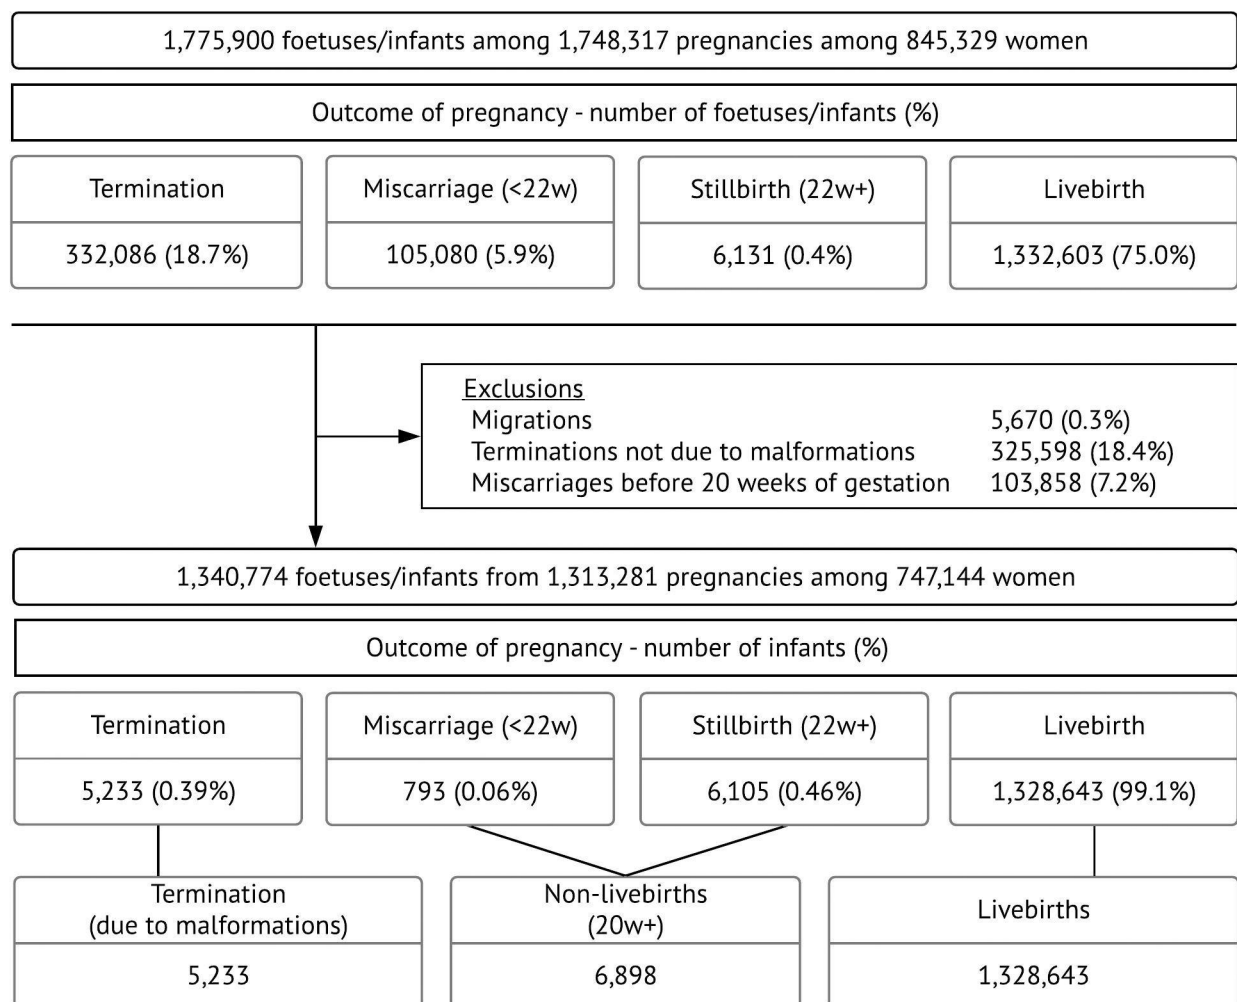 1,775,900 foetuses/infants among 1,748,317 pregnancies among 845,329 women
Outcome of pregnancy - number of foetuses/infants (%)
Termination
332,086 (18.7%)
Miscarriage (<22w)
105,080 (5.9%)
Stillbirth (22w+)
6,131 (0.4%)
Livebirth
1,332,603 (75.0%)
Exclusions
Migrations 5,670 (0.3%)
Terminations not due to malformations 325,598 (18.4%)
Miscarriages before 20 weeks of gestation 103,858 (7.2%)
1,340,774 foetuses/infants from 1,313,281 pregnancies among 747,144 women
Outcome of pregnancy - number of infants (%)
Termination
5,233 (0.39%)
Miscarriage (<22w)
793 (0.06%)
Stillbirth (22w+)
6,105 (0.46%)
Livebirth
1,328,643 (99.1%)
Termination
(due to malformations)
5,233
Non-livebirths
(20w+)
6,898
Livebirths
1,328,643